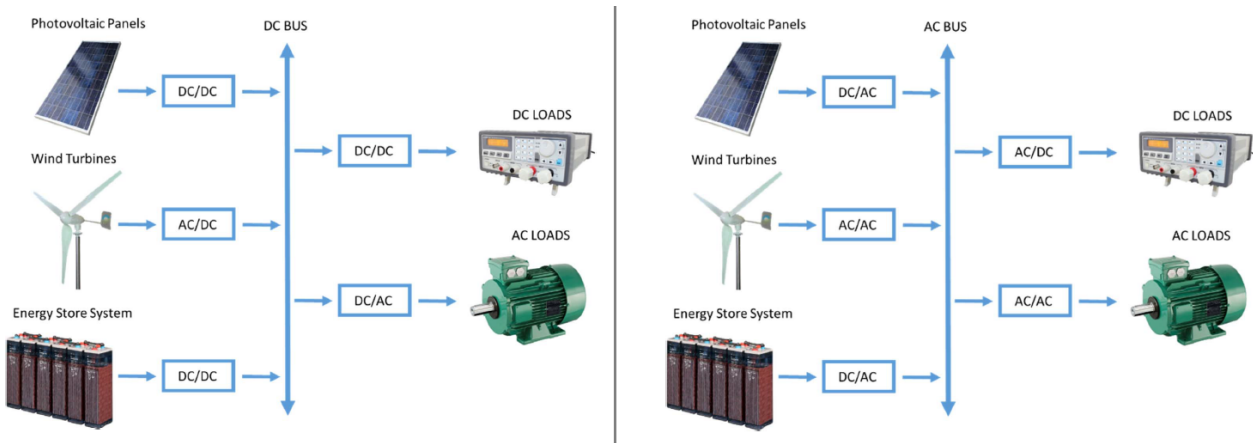 Photovoltaic Panels
DC BUS
DC/DC
DC LOADS
DC/DC
Wind Turbines
AC/DC
AC LOADS
DC/AC
Energy Store System
DC/DC
Photovoltaic Panels
AC BUS
DC/AC
DC LOADS
AC/DC
Wind Turbines
AC/AC
AC LOADS
AC/AC
Energy Store System
DC/AC